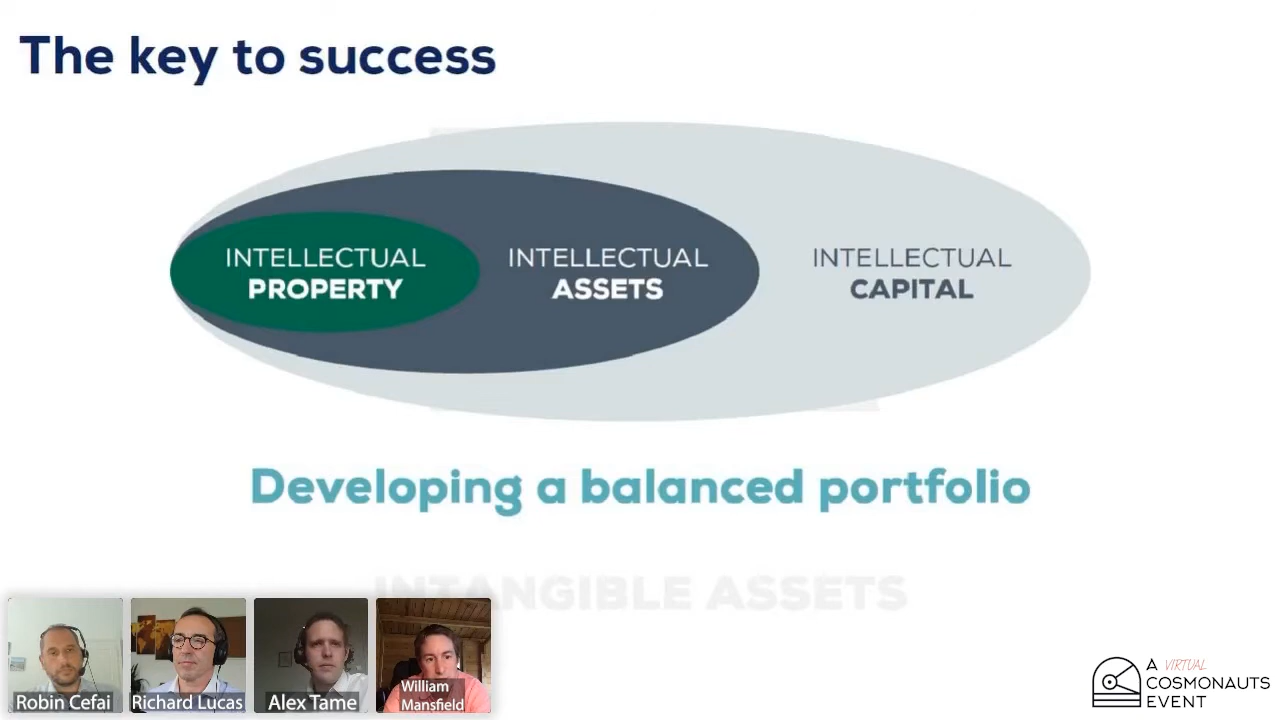 The key to success
INTELLECTUAL
PROPERTY
INTELLECTUAL
ASSETS
INTELLECTUAL
CAPITAL
Developing a balanced portfolio
INTANGIBLE ASSETS
Robin Cefai
Richard Lucas
Alex Tame
William
Mansfield
A VIRTUAL
COSMONAUTS
EVENT